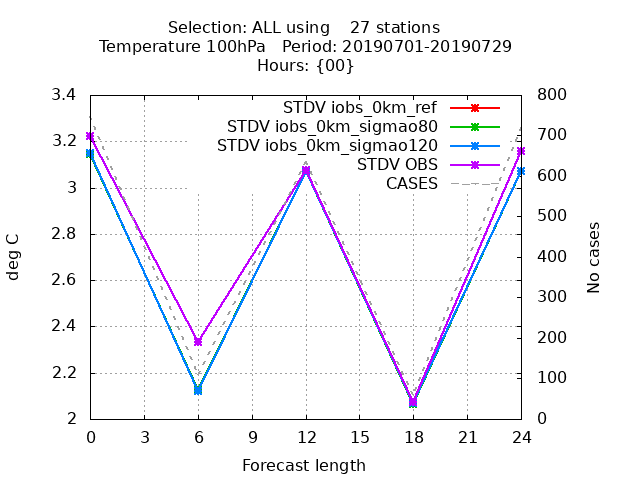 Selection: ALL using    27 stations
Temperature 100hPa   Period: 20190701-20190729
Hours: {00}
STDV iobs_0km_ref
STDV iobs_0km_sigmao80
STDV iobs_0km_sigmao120
STDV OBS
CASES
deg C
3.4
3.2
3
2.8
2.6
2.4
2.2
2
No cases
800
700
600
500
400
300
200
100
0
0 3 6 9 12 15 18 21 24
Forecast length